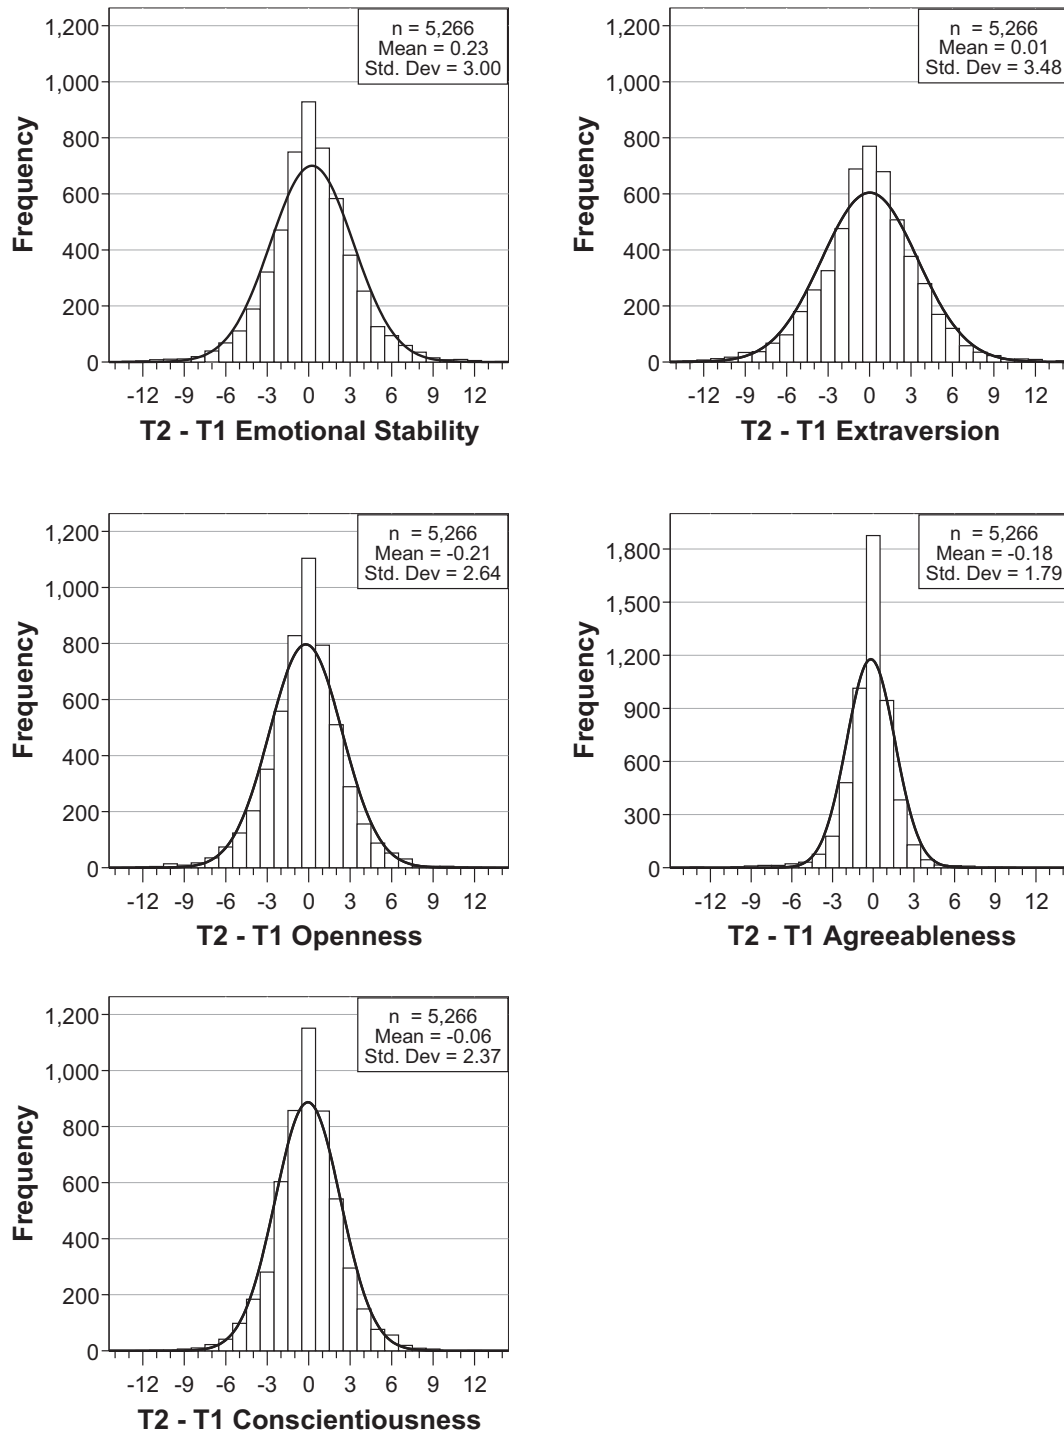 n = 5,266
Mean = 0.23
Std. Dev = 3.00
1,200
1,000
800
600
400
200
0
Frequency
-12 -9 -6 -3 0 3 6 9 12
T2 - T1 Emotional Stability
n = 5,266
Mean = 0.01
Std. Dev = 3.48
1,200
1,000
800
600
400
200
0
Frequency
-12 -9 -6 -3 0 3 6 9 12
T2 - T1 Extraversion
n = 5,266
Mean = -0.21
Std. Dev = 2.64
1,200
1,000
800
600
400
200
0
Frequency
-12 -9 -6 -3 0 3 6 9 12
T2 - T1 Openness
n = 5,266
Mean = -0.18
Std. Dev = 1.79
1,800
1,500
1,200
900
600
300
0
Frequency
-12 -9 -6 -3 0 3 6 9 12
T2 - T1 Agreeableness
n = 5,266
Mean = -0.06
Std. Dev = 2.37
1,200
1,000
800
600
400
200
0
Frequency
-12 -9 -6 -3 0 3 6 9 12
T2 - T1 Conscientiousness